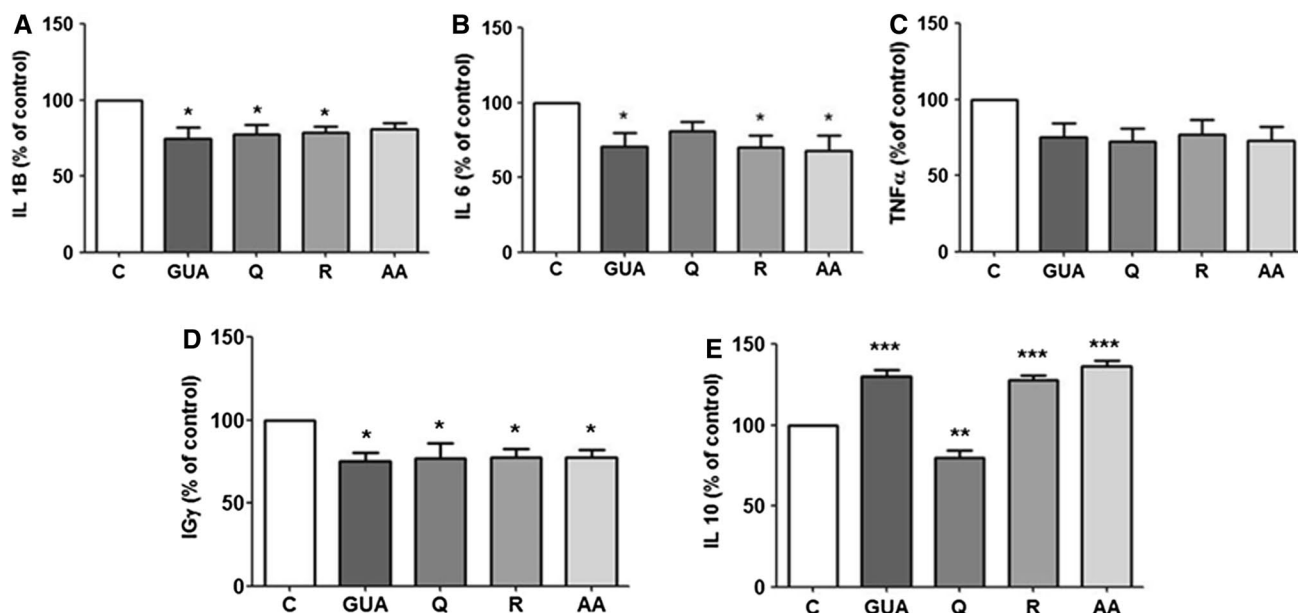 A
IL 1B (% of control)
150
100
50
0
*
*
*
C GUA Q R AA
B
IL 6 (% of control)
150
100
50
0
*
*
*
C GUA Q R AA
C
TNFα (%of control)
150
100
50
0
C GUA Q R AA
D
IGγ (% of control)
150
100
50
0
*
*
*
*
C GUA Q R AA
E
IL 10 (% of control)
150
100
50
0
***
**
***
***
C GUA Q R AA